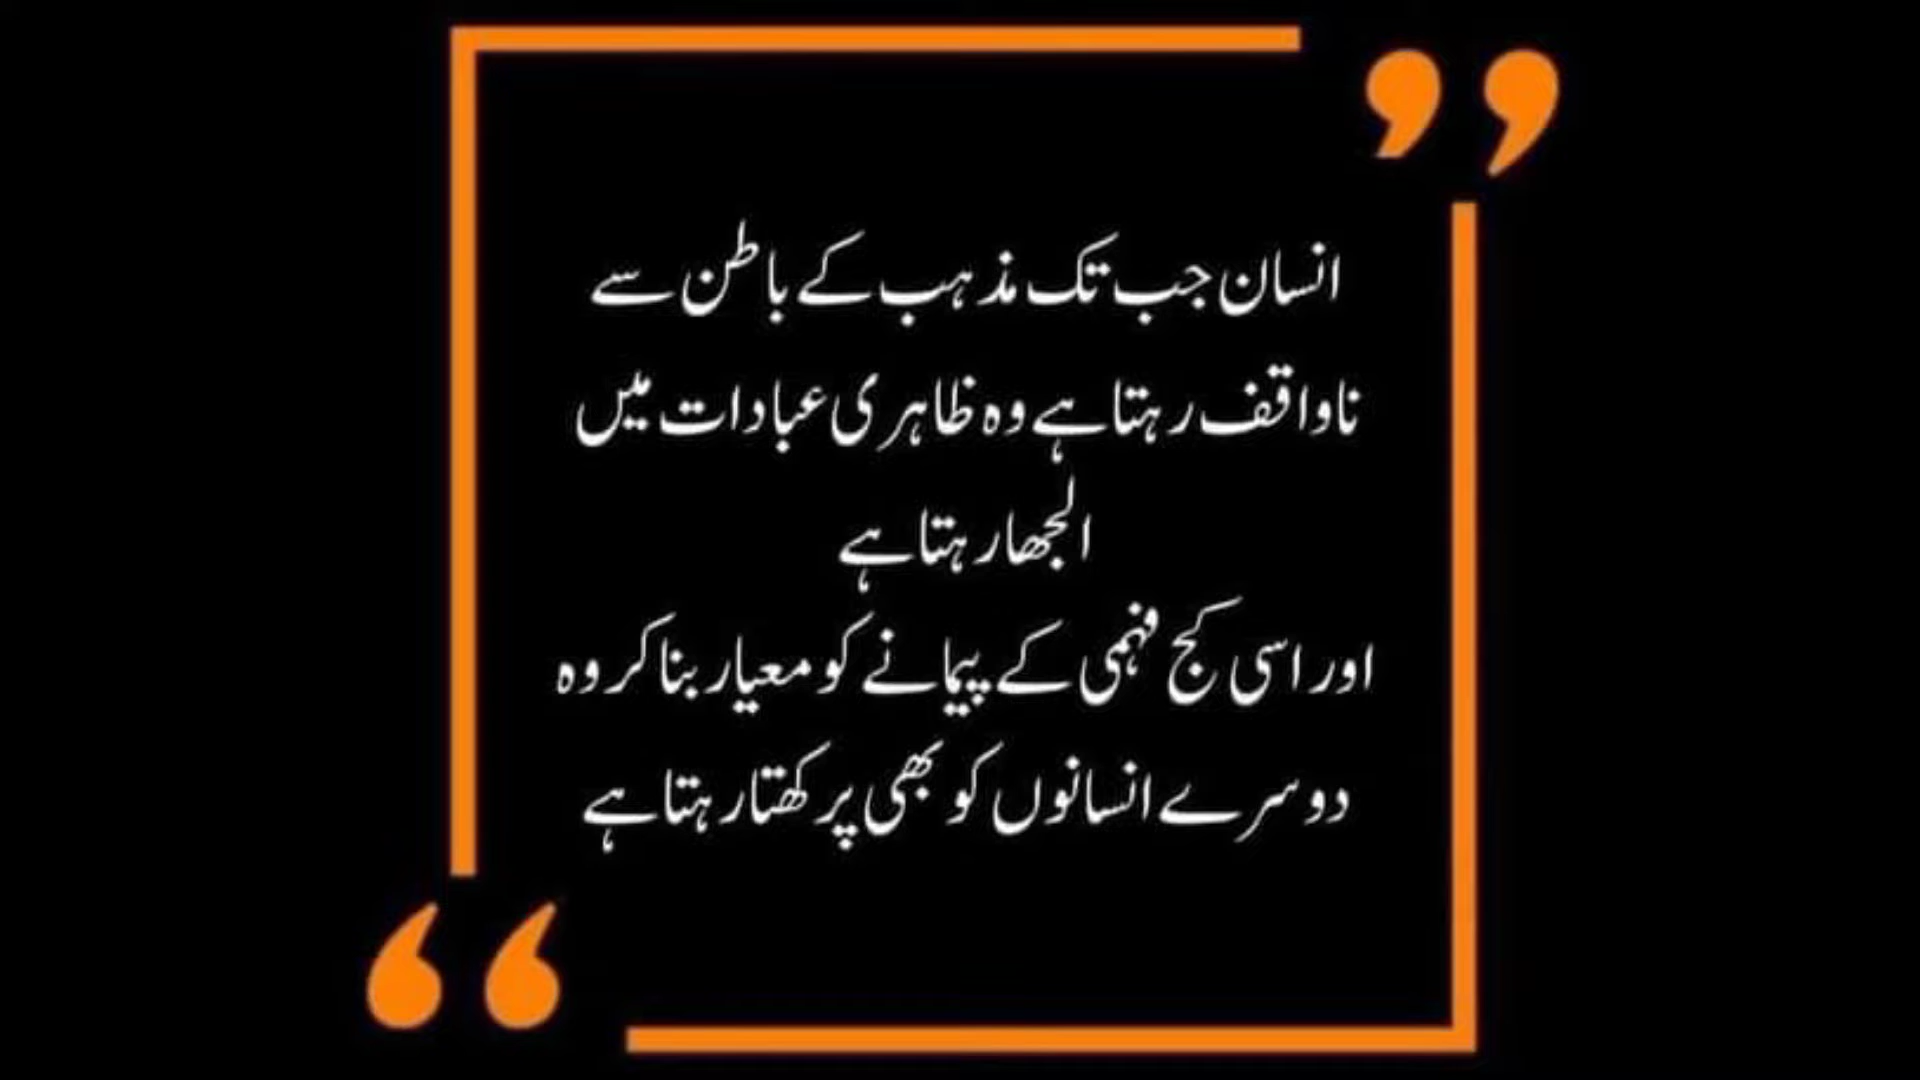 انسان جب تک مذہب کے باطن سے
ناواقف رہتا ہے وہ ظاہری عبادات میں
الجھا رہتا ہے
اور اسی کج فہمی کے پیمانے کو معیار بنا کر وہ
دوسرے انسانوں کو بھی پرکھتا رہتا ہے